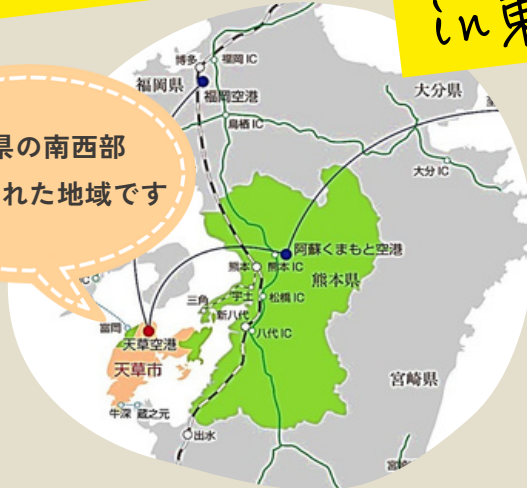 in東
博多
福岡IC
福岡県
福岡空港
大分県
鳥栖IC
県の南西部
れた地域です
大分IC
阿蘇くまもと空港
熊本
熊本IC
熊本県
三角
宇土
松橋IC
新八代
富岡
八代IC
天草空港
天草市
宮崎県
牛深
蔵之元
出水